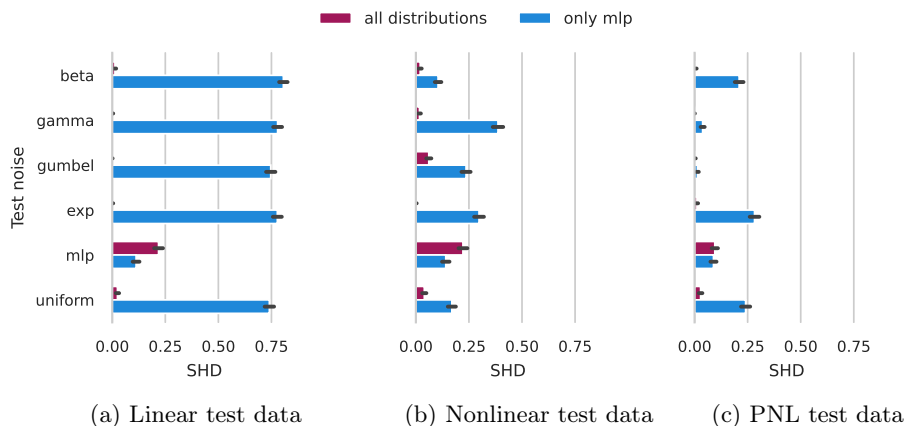 all distributions only mlp
Test noise
beta
gamma
gumbel
exp
mlp
uniform
0.00 0.25 0.50 0.75 0.00 0.25 0.50 0.75 0.00 0.25 0.50 0.75
SHD SHD SHD
(a) Linear test data (b) Nonlinear test data (c) PNL test data